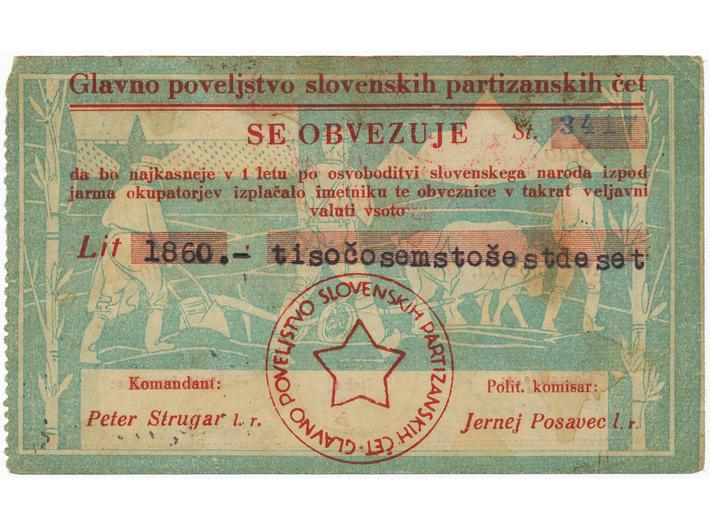 Glavno poveljstvo slovenskih partizanskih čet
SE OBVEZUJE
Št. 3417
da bo najkasneje v 1 letu po osvoboditvi slovenskega naroda izpod
jarma okupatorjev izplačalo imetniku te obveznice v takrat veljavni
valuti vsoto
Lit 1860.- tisočosemstošestdeset
GLAVNO POVELJSTVO SLOVENSKIH PARTIZANSKIH ČET
Komandant:
Peter Strugar l. r.
Polit. komisar:
Jernej Posavec l. r.